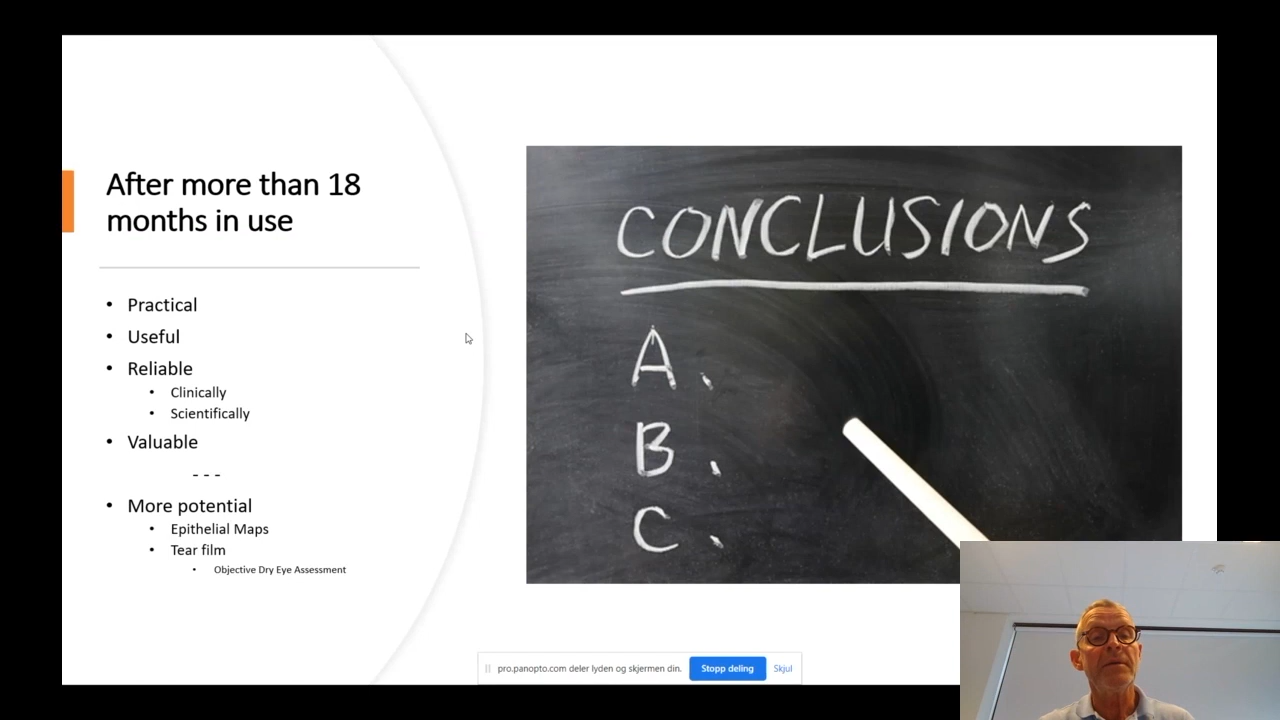 After more than 18
months in use
• Practical
• Useful
• Reliable
• Clinically
• Scientifically
• Valuable
- - -
• More potential
• Epithelial Maps
• Tear film
• Objective Dry Eye Assessment
CONCLUSIONS
A.
B.
C.
pro.panopto.com deler lyden og skjermen din.
Stopp deling
Skjul